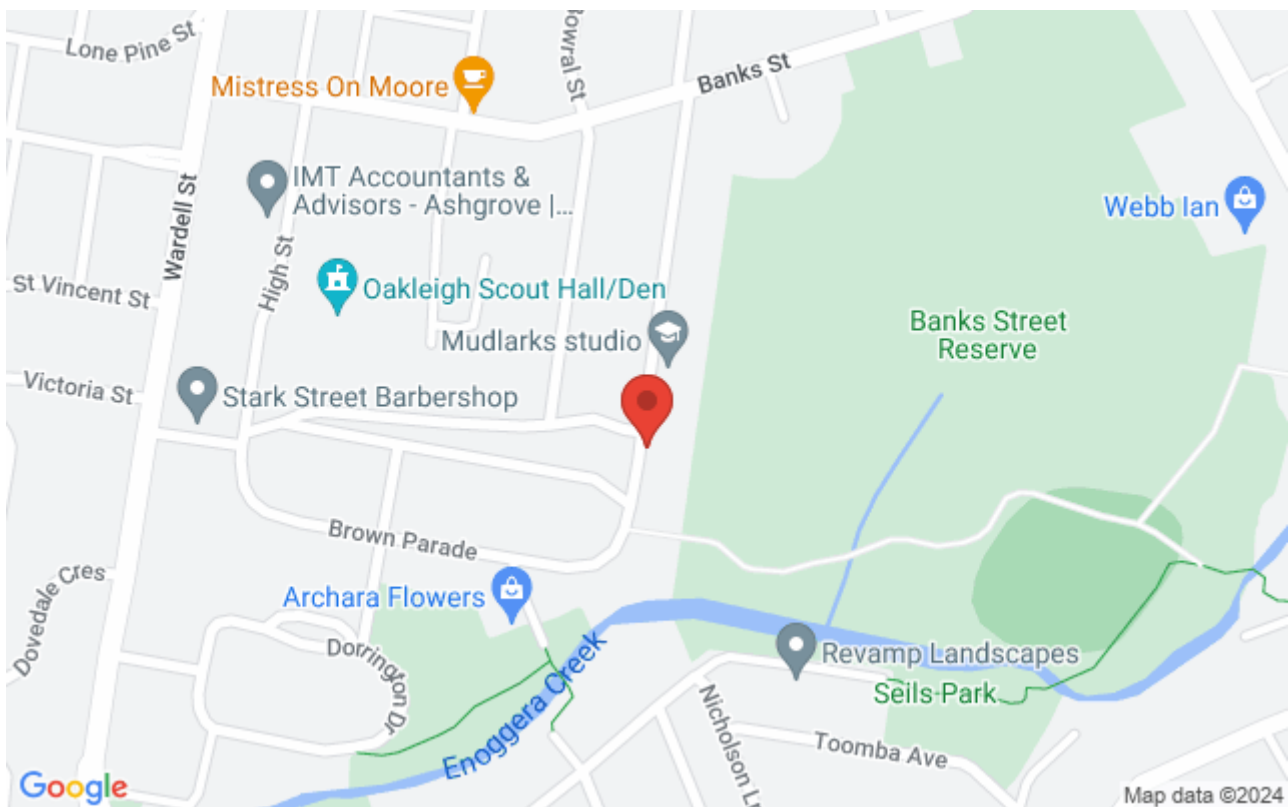 Lone Pine St
Bowral St
Banks St
Mistress On Moore
IMT Accountants &
Advisors - Ashgrove |...
Wardell St
High St
Webb Ian
St Vincent St
Oakleigh Scout Hall/Den
Mudlarks studio
Banks Street
Reserve
Victoria St
Stark Street Barbershop
Brown Parade
Archara Flowers
Dovedale Cres
Dorrington Dr
Enoggera Creek
Revamp Landscapes
Seils Park
Nicholson Ln
Toomba Ave
Google
Map data ©2024